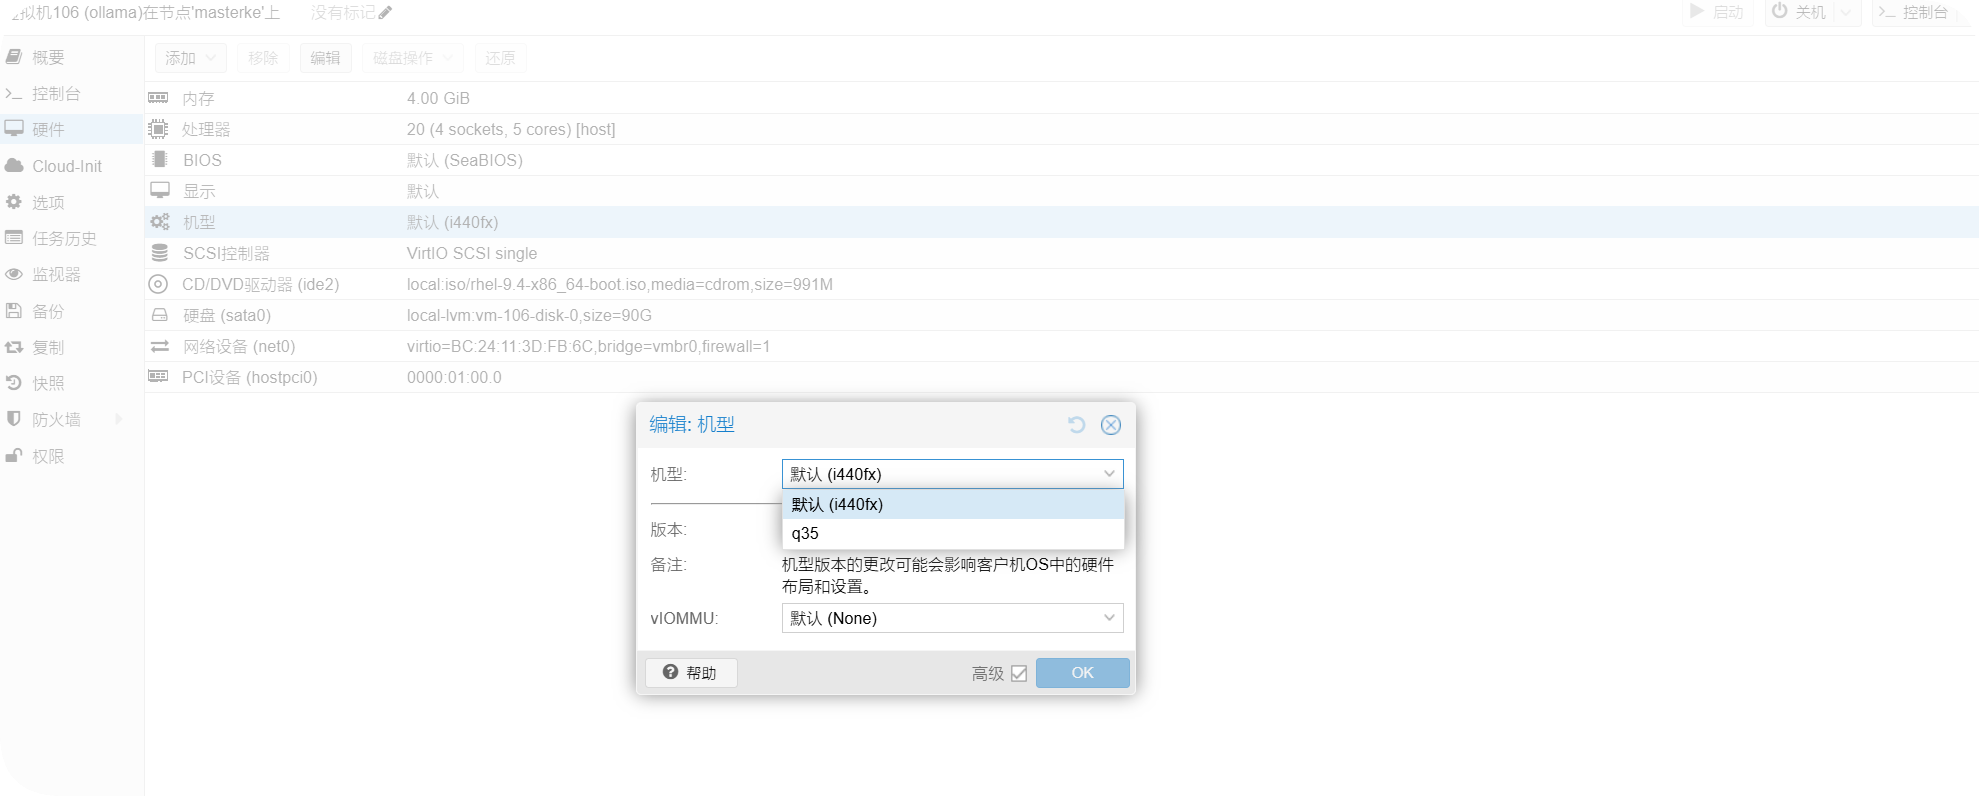 拟机106 (ollama)在节点'masterke'上 没有标记 启动 关机 控制台
添加 移除 编辑 磁盘操作 还原
概要
控制台
硬件
Cloud-Init
选项
任务历史
监视器
备份
复制
快照
防火墙
权限
内存 4.00 GiB
处理器 20 (4 sockets, 5 cores) [host]
BIOS 默认 (SeaBIOS)
显示 默认
机型 默认 (i440fx)
SCSI控制器 VirtIO SCSI single
CD/DVD驱动器 (ide2) local:iso/rhel-9.4-x86_64-boot.iso,media=cdrom,size=991M
硬盘 (sata0) local-lvm:vm-106-disk-0,size=90G
网络设备 (net0) virtio=BC:24:11:3D:FB:6C,bridge=vmbr0,firewall=1
PCI设备 (hostpci0) 0000:01:00.0
编辑: 机型
机型: 默认 (i440fx)
默认 (i440fx)
q35
版本:
备注: 机型版本的更改可能会影响客户机OS中的硬件
布局和设置。
vIOMMU: 默认 (None)
帮助 高级 OK